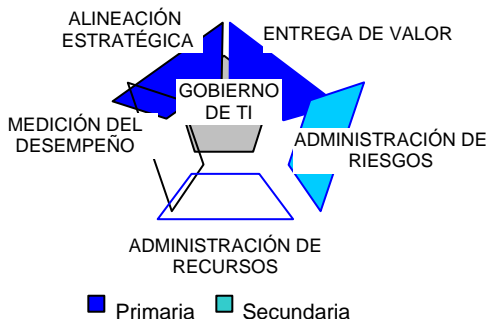 ALINEACIÓN
ESTRATÉGICA
ENTREGA DE VALOR
GOBIERNO
DE TI
MEDICIÓN DEL
DESEMPEÑO
ADMINISTRACIÓN DE
RIESGOS
ADMINISTRACIÓN DE
RECURSOS
Primaria Secundaria